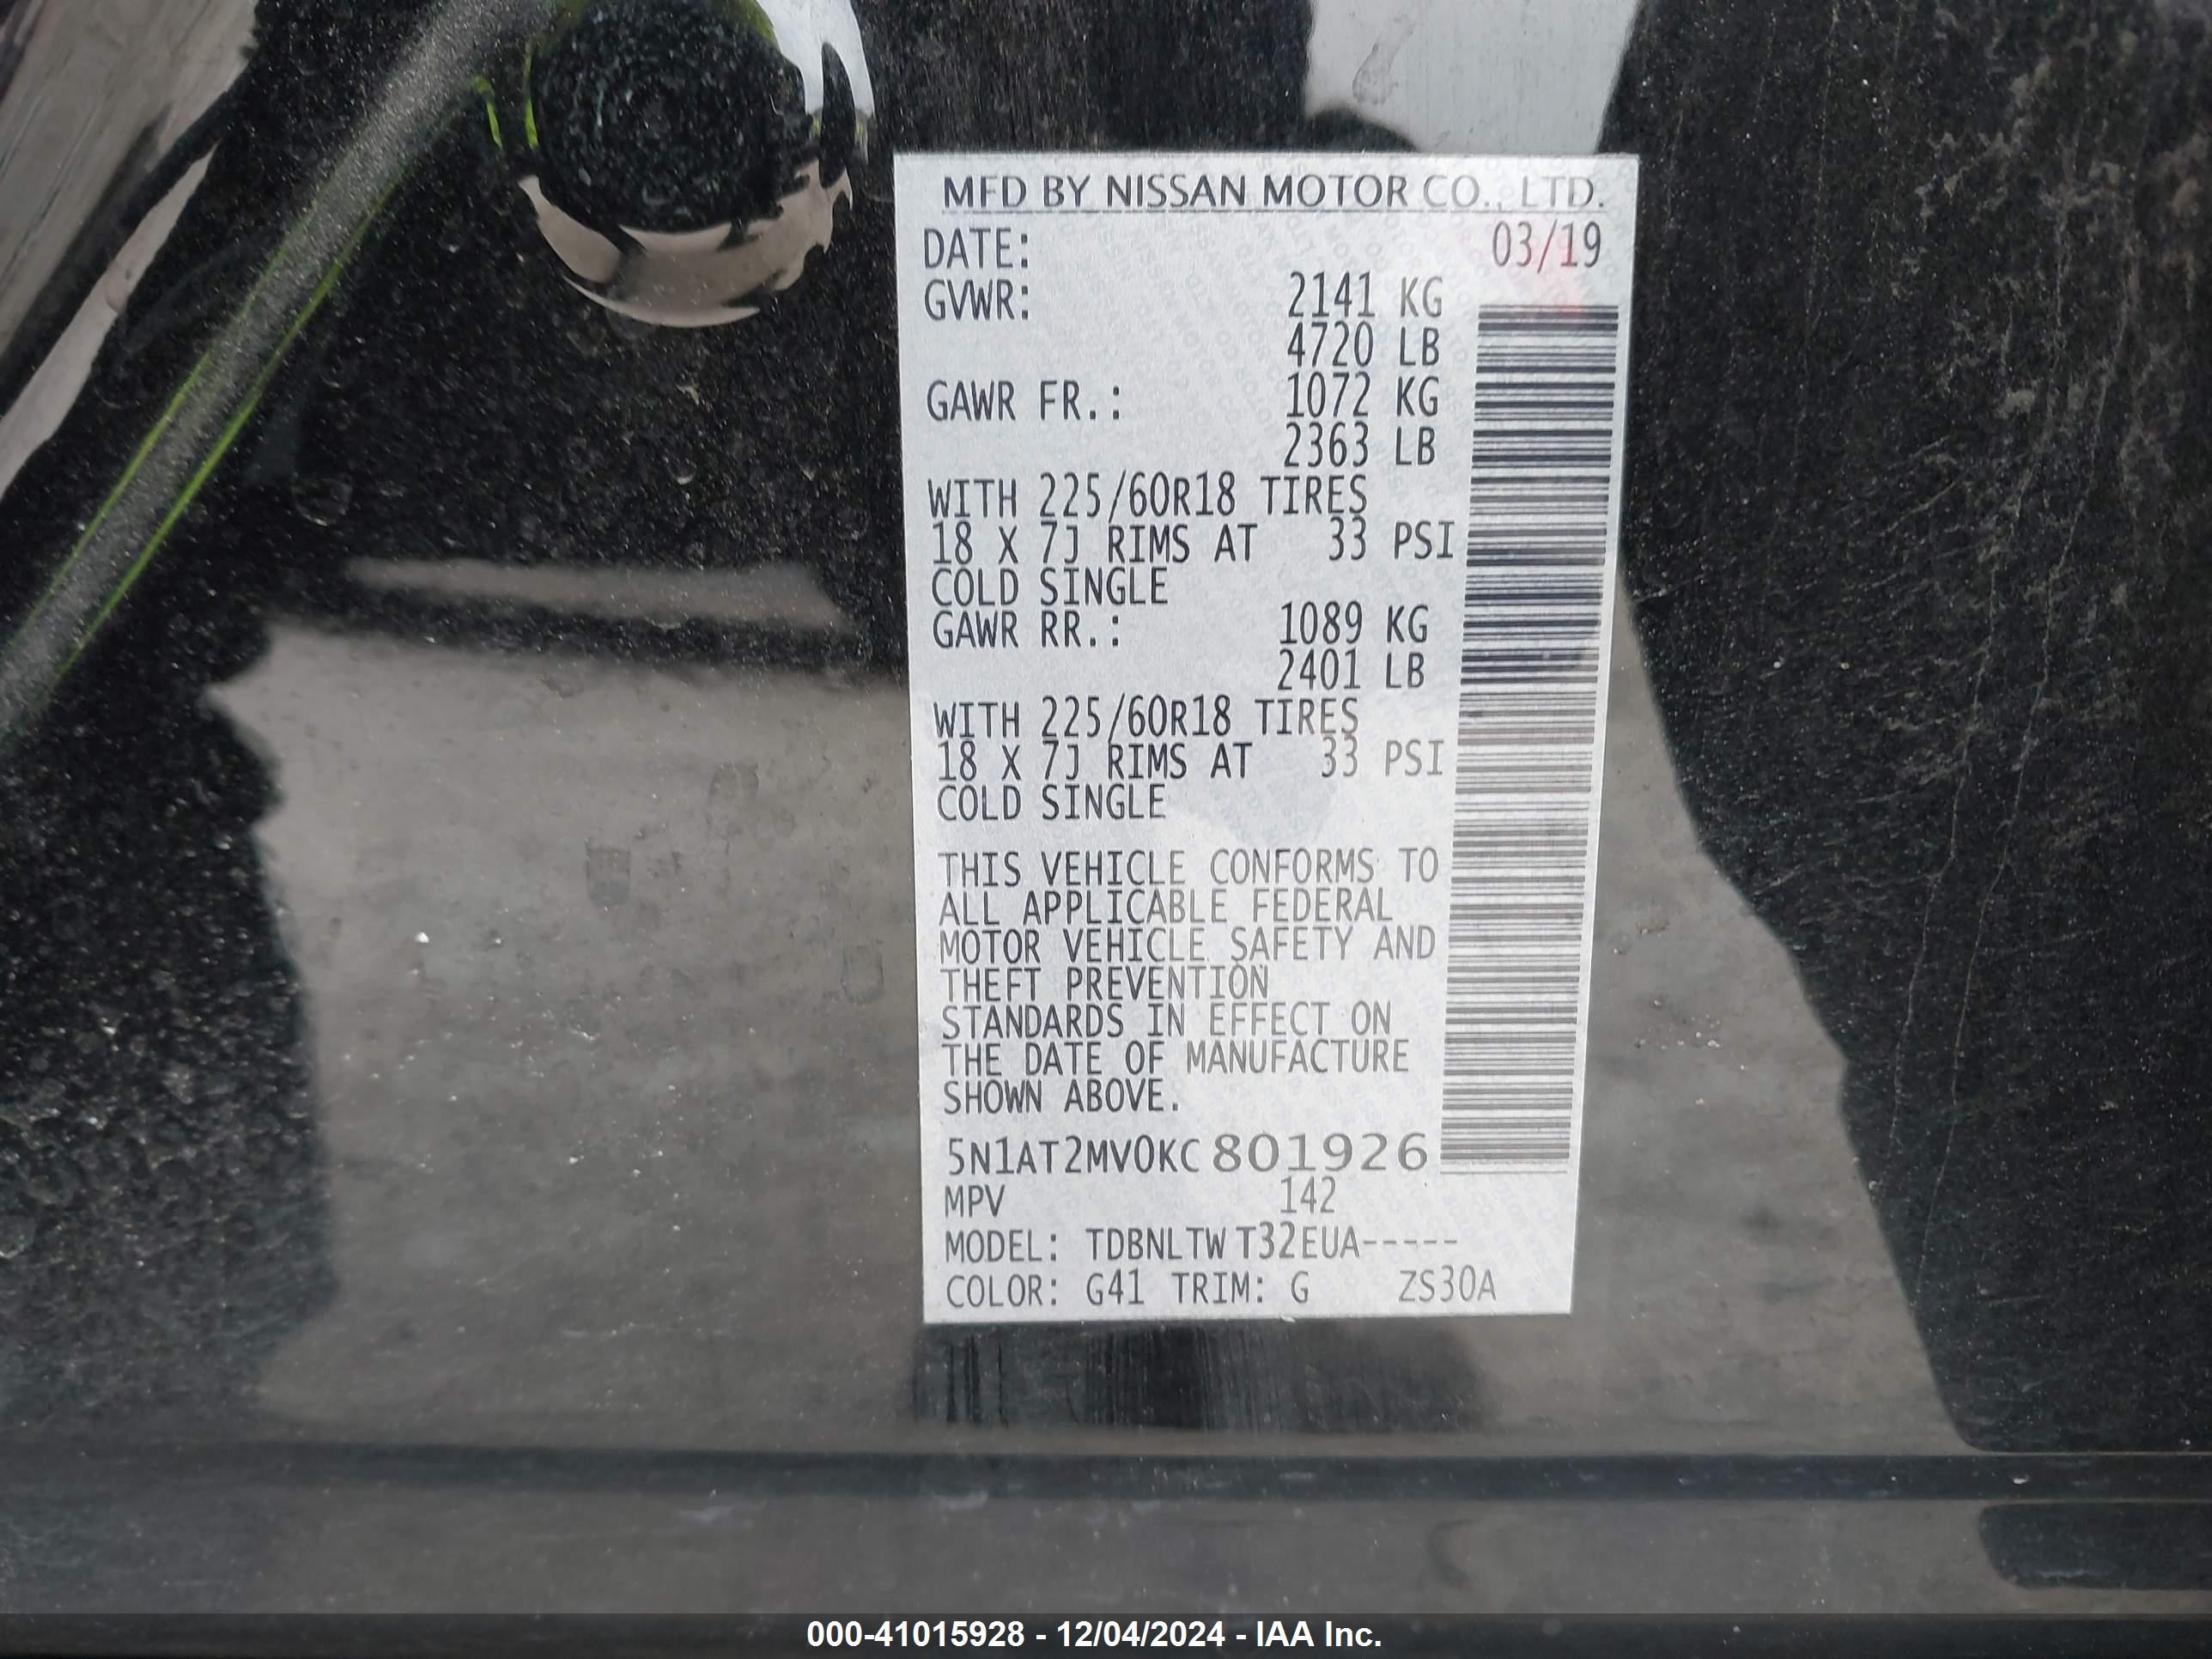 MFD BY NISSAN MOTOR CO., LTD.
DATE: 03/19
GVWR: 2141 KG
4720 LB
GAWR FR.: 1072 KG
2363 LB
WITH 225/60R18 TIRES
18 X 7J RIMS AT 33 PSI
COLD SINGLE
GAWR RR.: 1089 KG
2401 LB
WITH 225/60R18 TIRES
18 X 7J RIMS AT 33 PSI
COLD SINGLE
THIS VEHICLE CONFORMS TO
ALL APPLICABLE FEDERAL
MOTOR VEHICLE SAFETY AND
THEFT PREVENTION
STANDARDS IN EFFECT ON
THE DATE OF MANUFACTURE
SHOWN ABOVE.
5N1AT2MV0KC801926
MPV 142
MODEL: TDBNLTW T32EUA-----
COLOR: G41 TRIM: G ZS30A
000-41015928 - 12/04/2024 - IAA Inc.